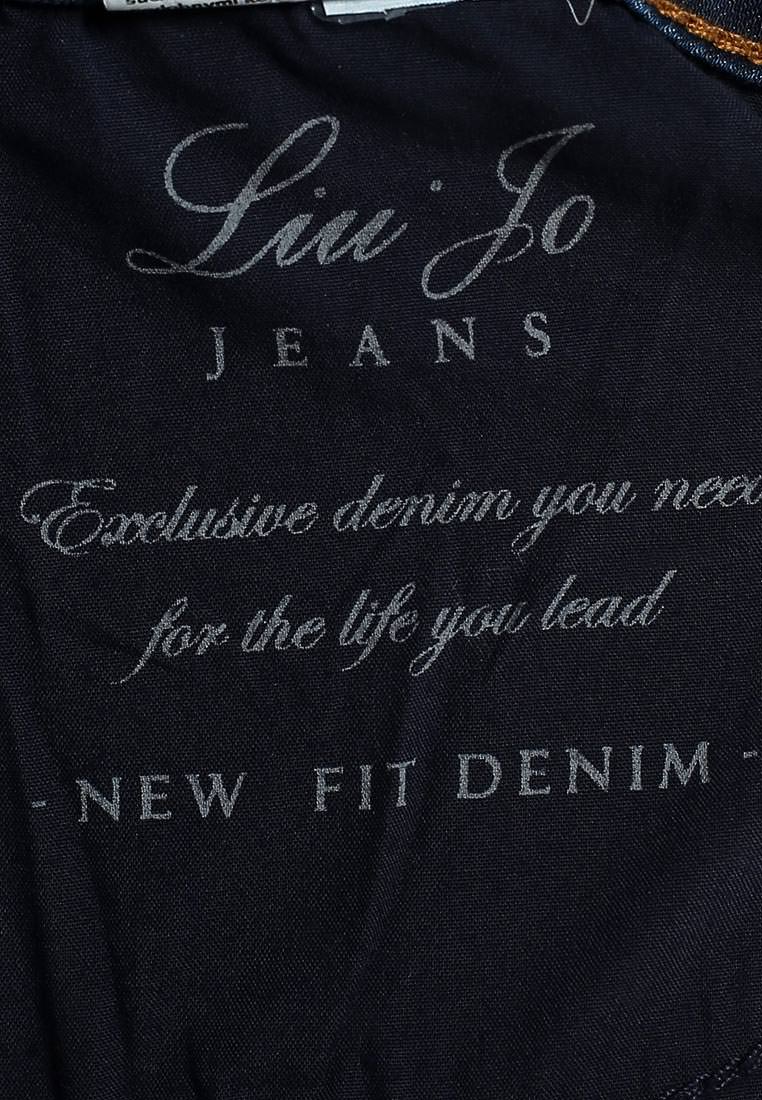 Liu·Jo
JEANS
Exclusive denim you need
for the life you lead
- NEW FIT DENIM -